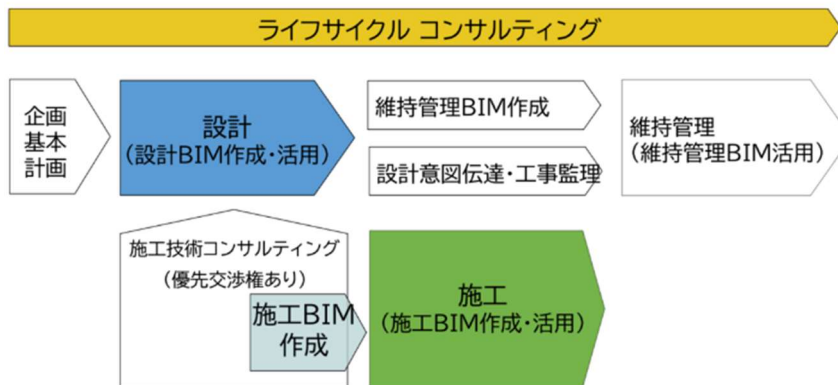 ライフサイクル コンサルティング
企画
基本
計画
設計
(設計BIM作成・活用)
維持管理BIM作成
設計意図伝達・工事監理
維持管理
(維持管理BIM活用)
施工技術コンサルティング
(優先交渉権あり)
施工BIM
作成
施工
(施工BIM作成・活用)